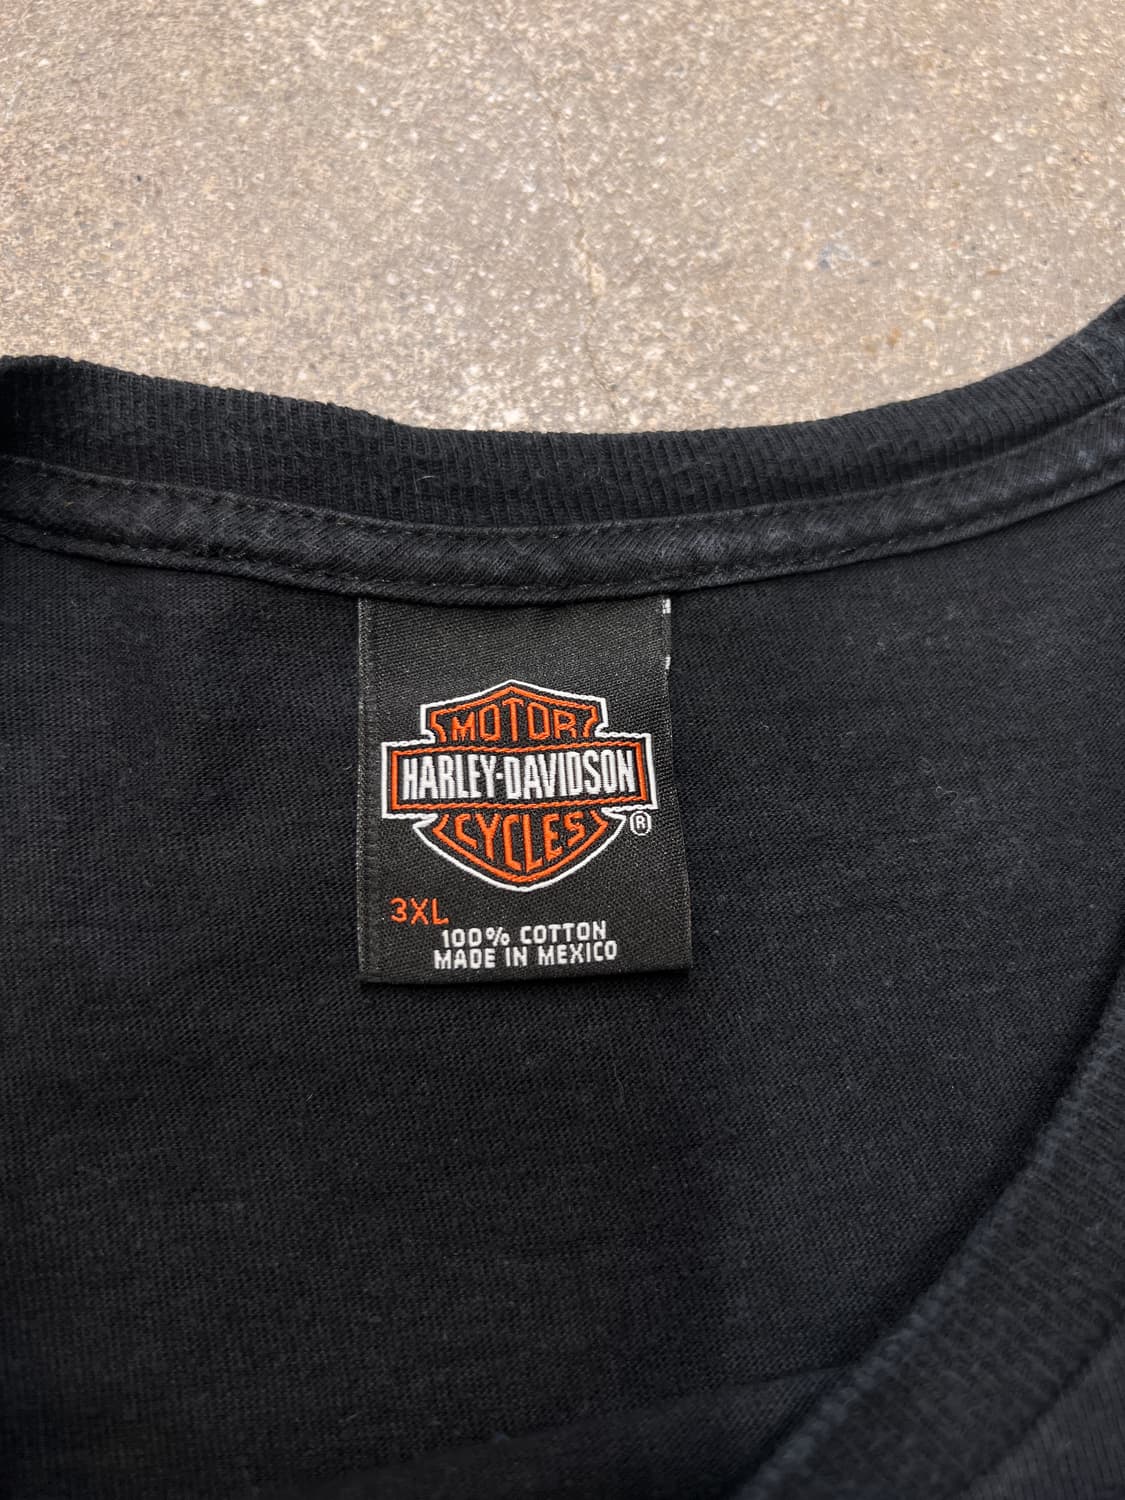 MOTOR
HARLEY-DAVIDSON
CYCLES
®
3XL
100% COTTON
MADE IN MEXICO